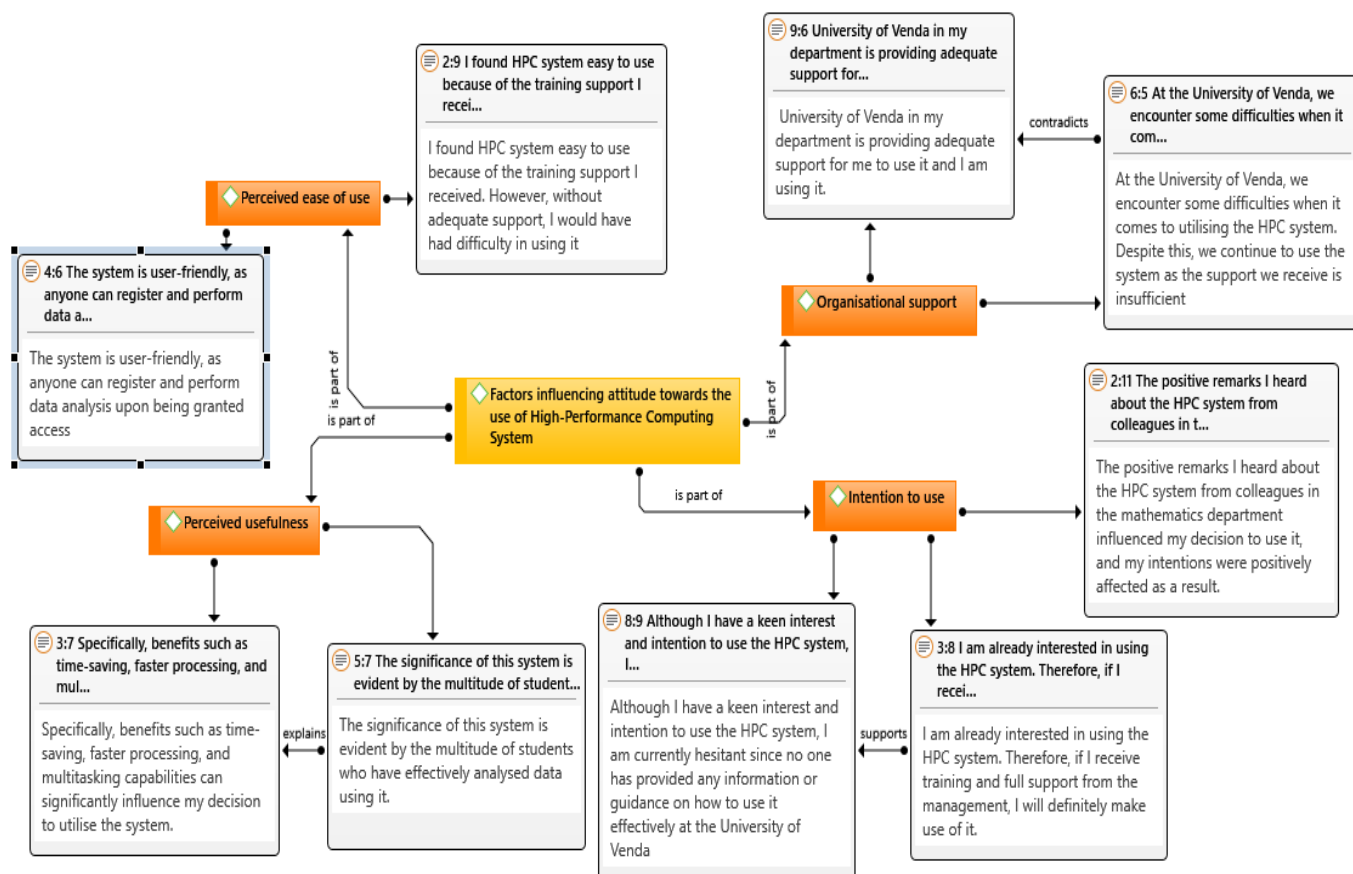 9:6 University of Venda in my
department is providing adequate
support for...
University of Venda in my
department is providing adequate
support for me to use it and I am
using it.
2:9 I found HPC system easy to use
because of the training support I
recei...
I found HPC system easy to use
because of the training support I
received. However, without
adequate support, I would have
had difficulty in using it
6:5 At the University of Venda, we
encounter some difficulties when it
com...
At the University of Venda, we
encounter some difficulties when it
comes to utilising the HPC system.
Despite this, we continue to use the
system as the support we receive is
insufficient
contradicts
Perceived ease of use
4:6 The system is user-friendly, as
anyone can register and perform
data a...
The system is user-friendly, as
anyone can register and perform
data analysis upon being granted
access
Organisational support
is part of
is part of
is part of
Factors influencing attitude towards the
use of High-Performance Computing
System
2:11 The positive remarks I heard
about the HPC system from
colleagues in t...
The positive remarks I heard about
the HPC system from colleagues in
the mathematics department
influenced my decision to use it,
and my intentions were positively
affected as a result.
is part of
Intention to use
Perceived usefulness
3:7 Specifically, benefits such as
time-saving, faster processing, and
mul...
Specifically, benefits such as time-
saving, faster processing, and
multitasking capabilities can
significantly influence my decision
to utilise the system.
explains
5:7 The significance of this system is
evident by the multitude of student...
The significance of this system is
evident by the multitude of students
who have effectively analysed data
using it.
8:9 Although I have a keen interest
and intention to use the HPC system,
I...
Although I have a keen interest and
intention to use the HPC system, I
am currently hesitant since no one
has provided any information or
guidance on how to use it
effectively at the University of
Venda
supports
3:8 I am already interested in using
the HPC system. Therefore, if I
recei...
I am already interested in using the
HPC system. Therefore, if I receive
training and full support from the
management, I will definitely make
use of it.